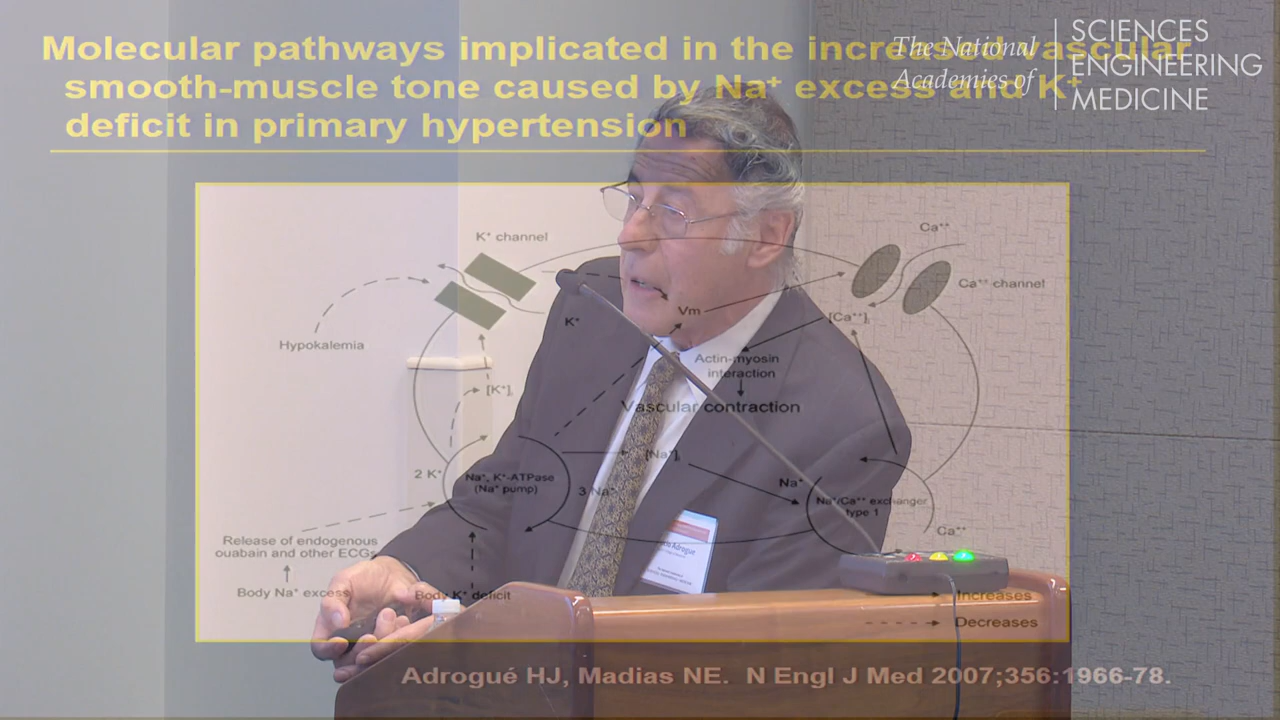 Molecular pathways implicated in the increased vascular
smooth-muscle tone caused by Na⁺ excess and K⁺
deficit in primary hypertension
The National
Academies of
SCIENCES
ENGINEERING
MEDICINE
K⁺ channel
Ca⁺⁺
Ca⁺⁺ channel
Hypokalemia
K⁺
Vm
[Ca⁺⁺]ᵢ
Actin-myosin
interaction
[K⁺]ᵢ
Vascular contraction
[Na⁺]ᵢ
2 K⁺
Na⁺, K⁺-ATPase
(Na⁺ pump)
3 Na⁺
Na⁺
Na⁺/Ca⁺⁺ exchanger
type 1
Ca⁺⁺
Release of endogenous
ouabain and other ECGs
Body Na⁺ excess
Body K⁺ deficit
Increases
Decreases
Adrogue
Adrogué HJ, Madias NE. N Engl J Med 2007;356:1966-78.